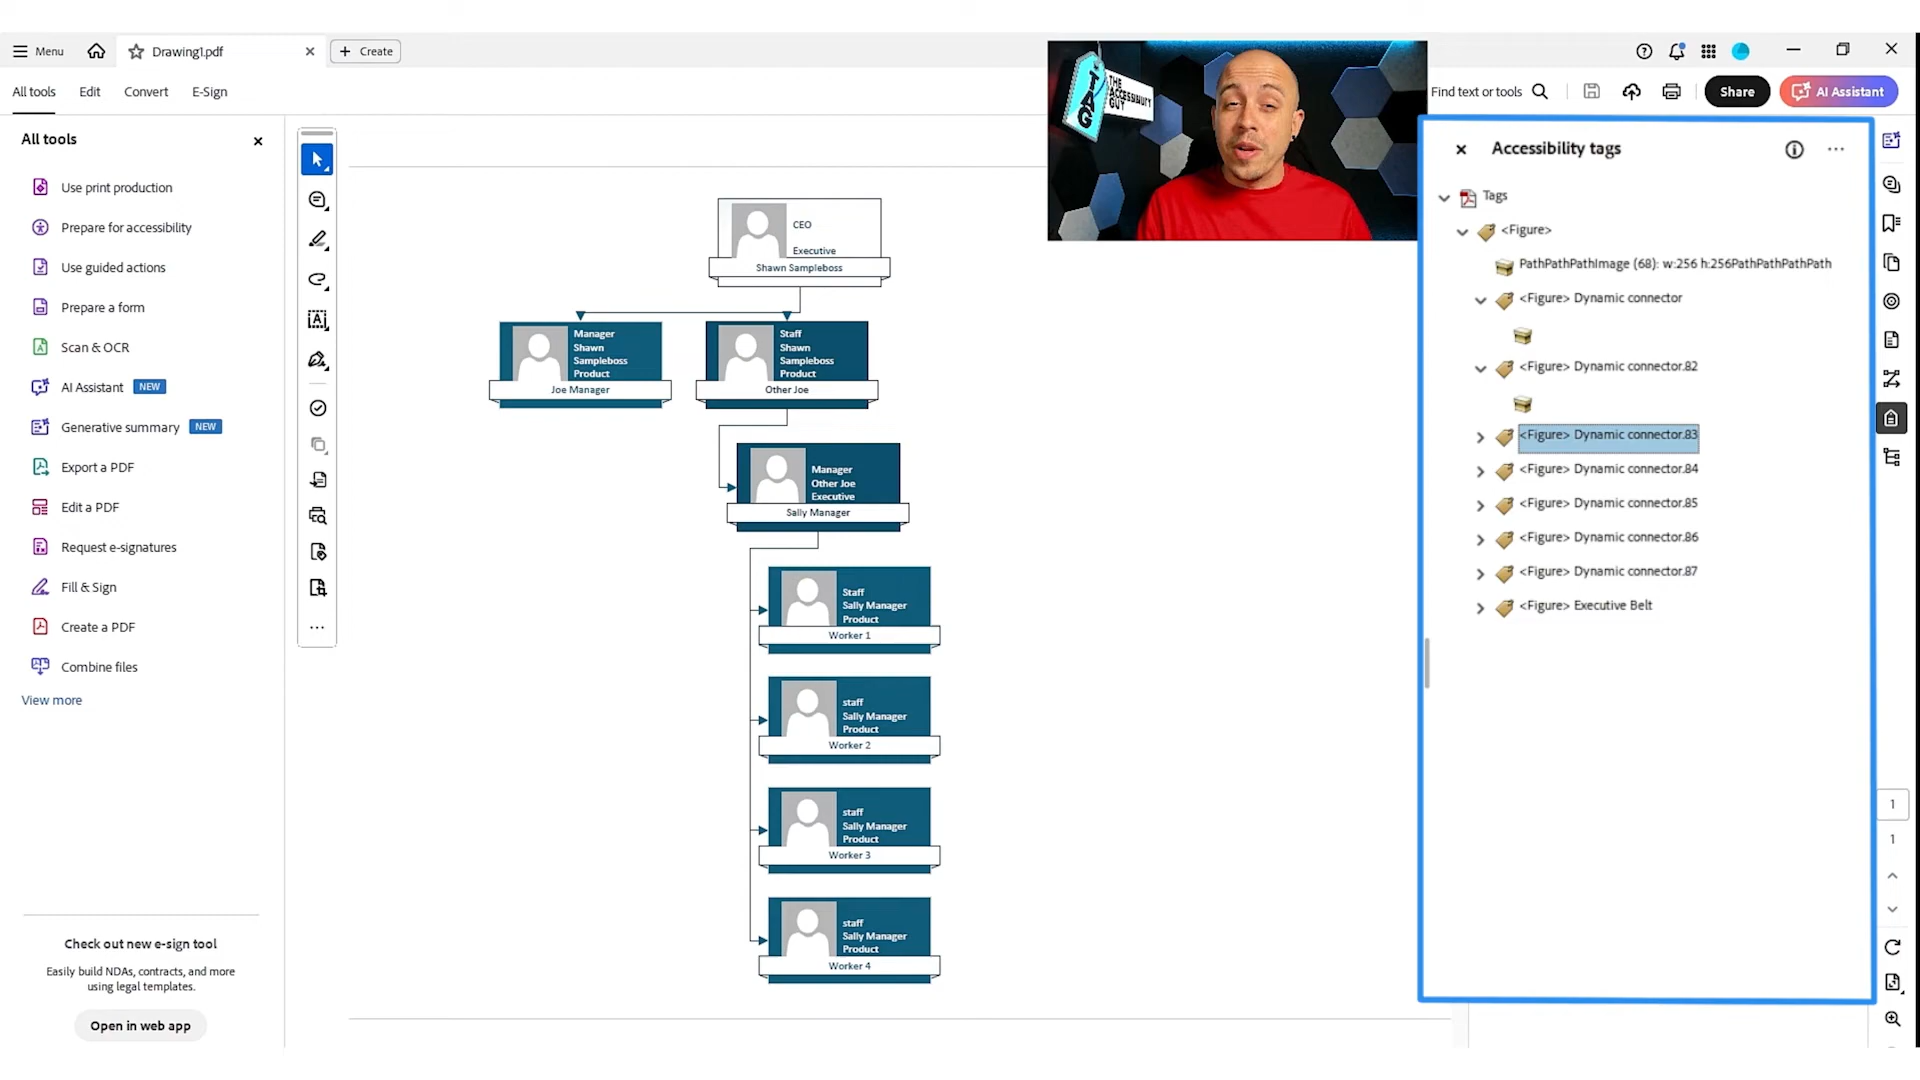 Menu
Drawing1.pdf
Create
All tools
Edit
Convert
E-Sign
Find text or tools
Share
AI Assistant
All tools
Use print production
Prepare for accessibility
Use guided actions
Prepare a form
Scan & OCR
AI Assistant NEW
Generative summary NEW
Export a PDF
Edit a PDF
Request e-signatures
Fill & Sign
Create a PDF
Combine files
View more
Check out new e-sign tool
Easily build NDAs, contracts, and more
using legal templates.
Open in web app
CEO
Executive
Shawn Sampleboss
Manager
Shawn
Sampleboss
Product
Joe Manager
Staff
Shawn
Sampleboss
Product
Other Joe
Manager
Other Joe
Executive
Sally Manager
Staff
Sally Manager
Product
Worker 1
staff
Sally Manager
Product
Worker 2
staff
Sally Manager
Product
Worker 3
staff
Sally Manager
Product
Worker 4
TAG
THE
ACCESSIBILITY
GUY
Accessibility tags
Tags
<Figure>
PathPathPathImage (68): w:256 h:256PathPathPathPath
<Figure> Dynamic connector
<Figure> Dynamic connector.82
<Figure> Dynamic connector.83
<Figure> Dynamic connector.84
<Figure> Dynamic connector.85
<Figure> Dynamic connector.86
<Figure> Dynamic connector.87
<Figure> Executive Belt
1
1